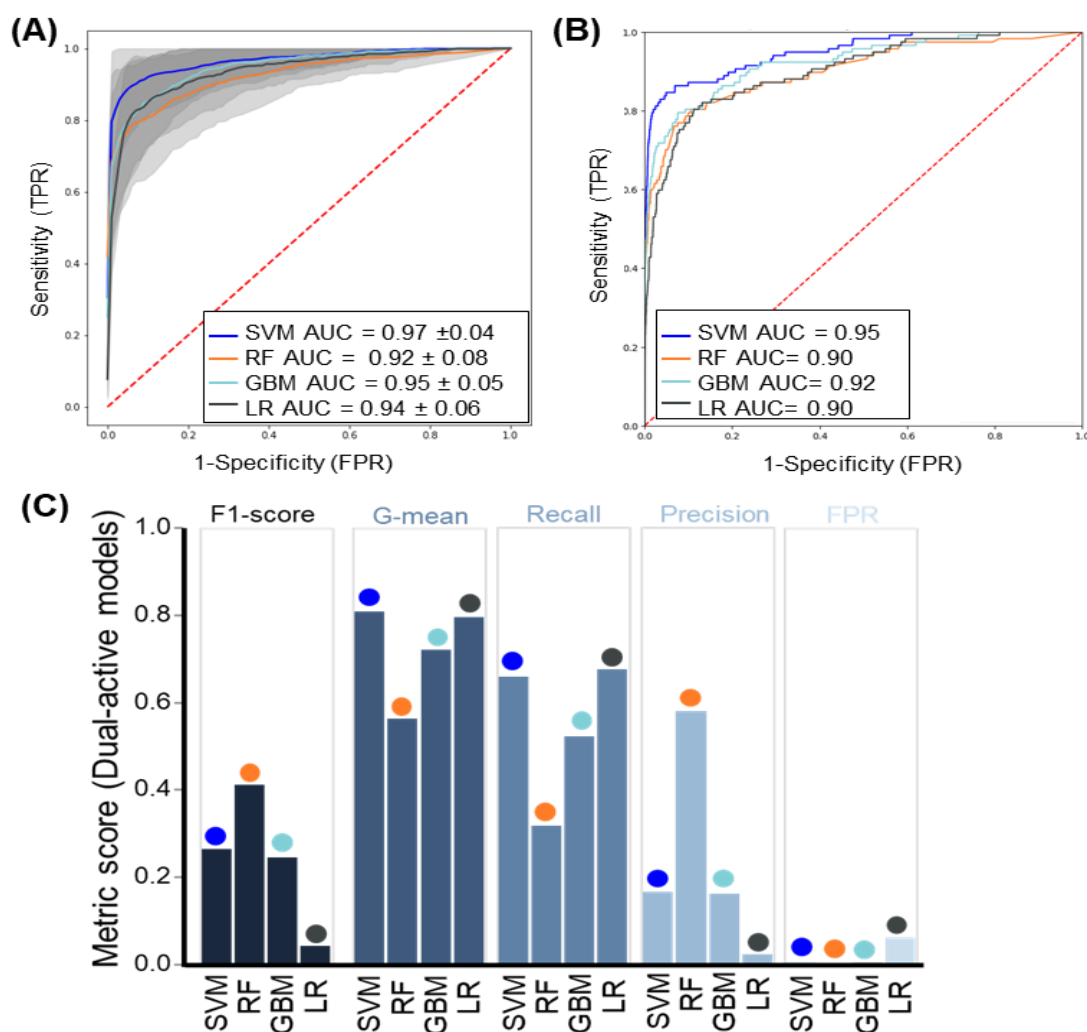 (A)
Sensitivity (TPR)
1.0
0.8
0.6
0.4
0.2
0.0
SVM AUC = 0.97 ±0.04
RF AUC = 0.92 ± 0.08
GBM AUC = 0.95 ± 0.05
LR AUC = 0.94 ± 0.06
0.0 0.2 0.4 0.6 0.8 1.0
1-Specificity (FPR)
(B)
Sensitivity (TPR)
1.0
0.8
0.6
0.4
0.2
0.0
SVM AUC = 0.95
RF AUC= 0.90
GBM AUC= 0.92
LR AUC= 0.90
0.0 0.2 0.4 0.6 0.8 1.0
1-Specificity (FPR)
(C)
Metric score (Dual-active models)
1.0
0.8
0.6
0.4
0.2
0.0
F1-score G-mean Recall Precision FPR
SVM RF GBM LR SVM RF GBM LR SVM RF GBM LR SVM RF GBM LR SVM RF GBM LR